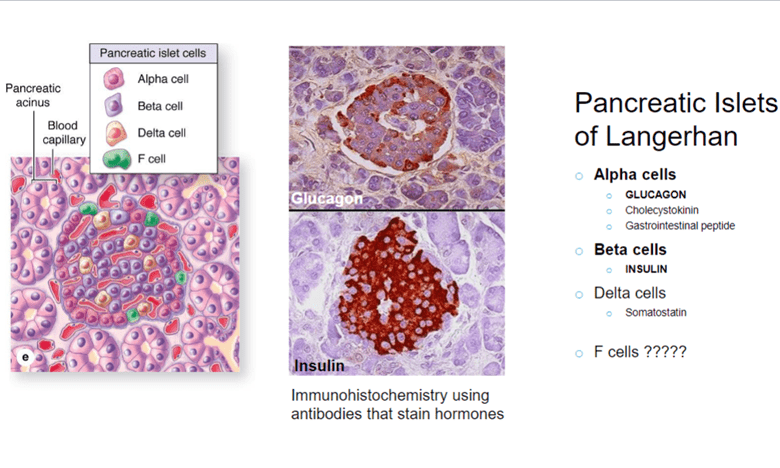 Pancreatic islet cells
Alpha cell
Beta cell
Delta cell
F cell
Pancreatic
acinus
Blood
capillary
e
Glucagon
Insulin
Immunohistochemistry using
antibodies that stain hormones
Pancreatic Islets
of Langerhan
Alpha cells
GLUCAGON
Cholecystokinin
Gastrointestinal peptide
Beta cells
INSULIN
Delta cells
Somatostatin
F cells ?????